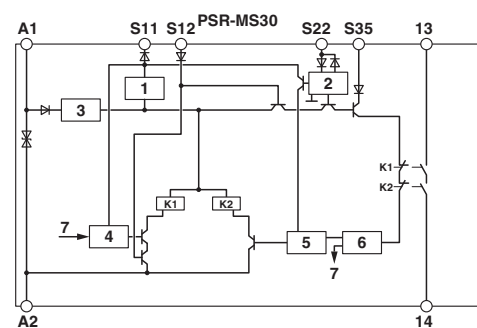 PSR-MS30
A1 S11 S12 S22 S35 13
1 2
3
K1
K2
K1 K2
7 4 5 6
7
A2 14